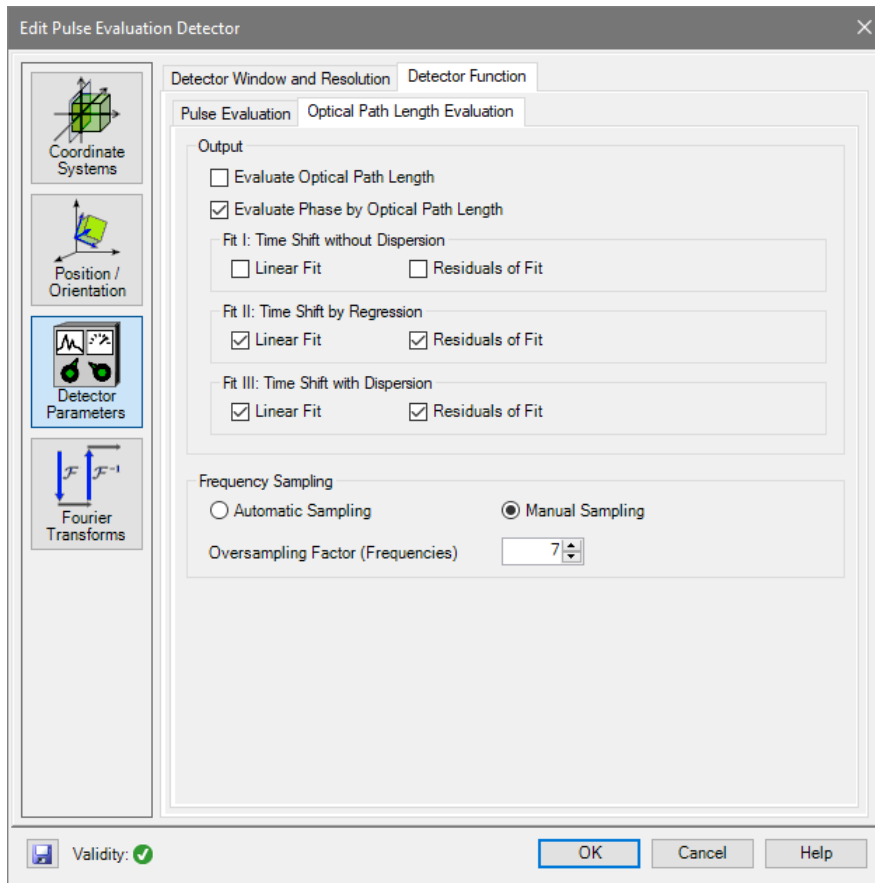 Edit Pulse Evaluation Detector
Coordinate
Systems
Position /
Orientation
Detector
Parameters
F F-1
Fourier
Transforms
Detector Window and Resolution
Detector Function
Pulse Evaluation
Optical Path Length Evaluation
Output
Evaluate Optical Path Length
Evaluate Phase by Optical Path Length
Fit I: Time Shift without Dispersion
Linear Fit
Residuals of Fit
Fit II: Time Shift by Regression
Linear Fit
Residuals of Fit
Fit III: Time Shift with Dispersion
Linear Fit
Residuals of Fit
Frequency Sampling
Automatic Sampling
Manual Sampling
Oversampling Factor (Frequencies)
7
Validity:
OK
Cancel
Help